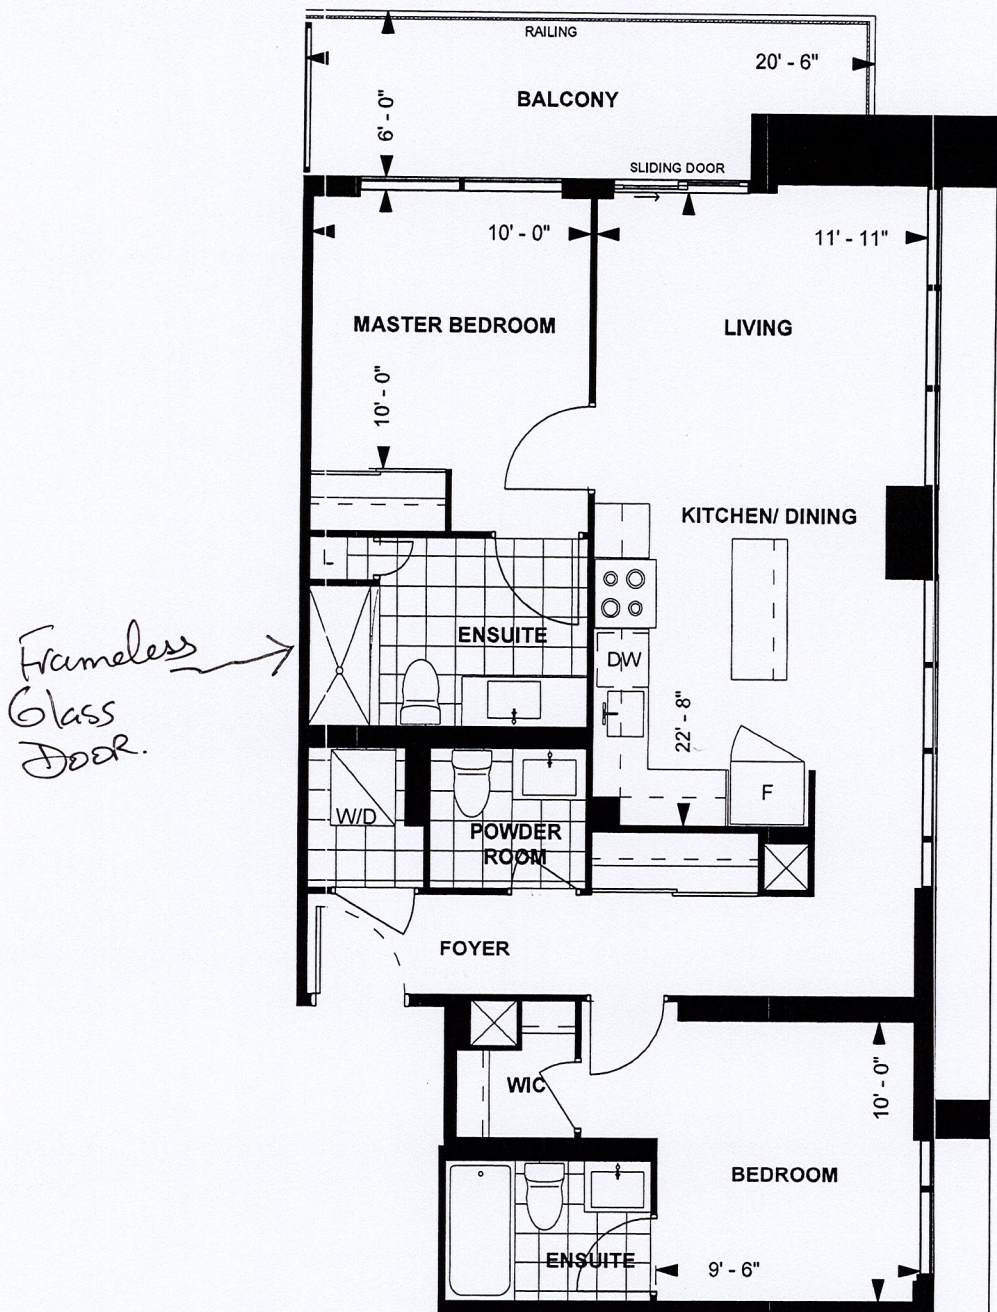 RAILING
20' - 6"
BALCONY
6' - 0"
SLIDING DOOR
10' - 0"
11' - 11"
MASTER BEDROOM
LIVING
10' - 0"
KITCHEN/ DINING
L
ENSUITE
Frameless
Glass
Door.
DW
22' - 8"
F
W/D
POWDER
ROOM
FOYER
WIC
10' - 0"
BEDROOM
ENSUITE
9' - 6"